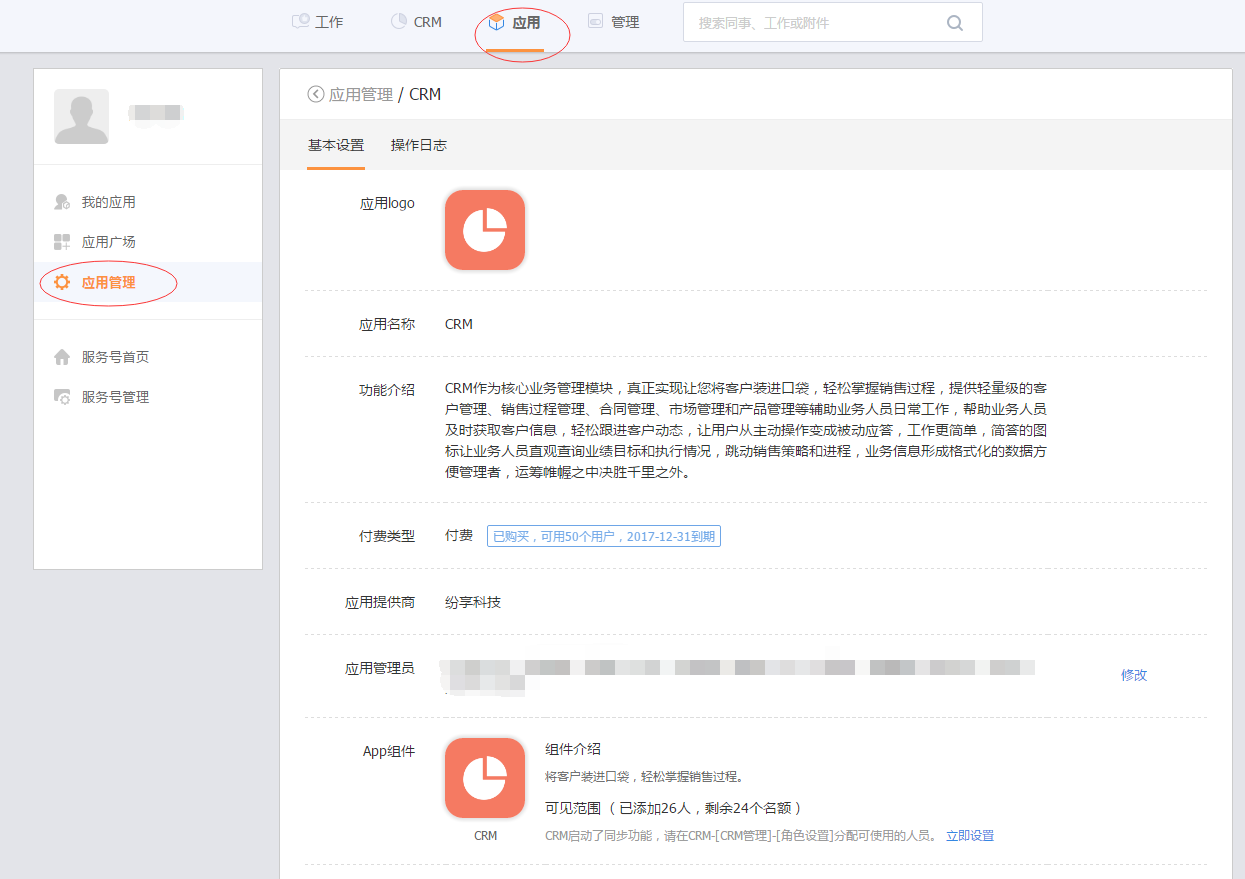 工作
CRM
应用
管理
搜索同事、工作或附件
我的应用
应用广场
应用管理
服务号首页
服务号管理
应用管理 / CRM
基本设置 操作日志
应用logo
应用名称 CRM
功能介绍
CRM作为核心业务管理模块，真正实现让您将客户装进口袋，轻松掌握销售过程，提供轻量级的客
户管理、销售过程管理、合同管理、市场管理和产品管理等辅助业务人员日常工作，帮助业务人员
及时获取客户信息，轻松跟进客户动态，让用户从主动操作变成被动应答，工作更简单，简答的图
标让业务人员直观查询业绩目标和执行情况，跳动销售策略和进程，业务信息形成格式化的数据方
便管理者，运筹帷幄之中决胜千里之外。
付费类型 付费 已购买，可用50个用户，2017-12-31到期
应用提供商 纷享科技
应用管理员
修改
App组件
组件介绍
将客户装进口袋，轻松掌握销售过程。
可见范围（已添加26人，剩余24个名额）
CRM
CRM启动了同步功能，请在CRM-[CRM管理]-[角色设置]分配可使用的人员。 立即设置